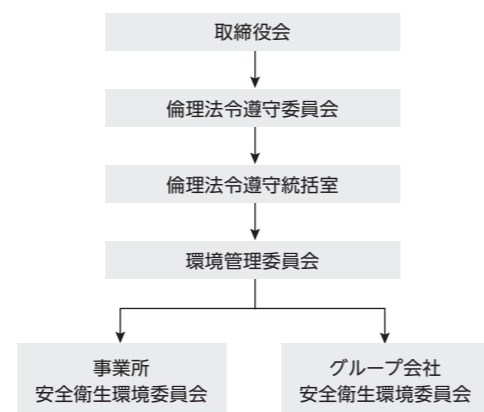 取締役会
倫理法令遵守委員会
倫理法令遵守統括室
環境管理委員会
事業所
安全衛生環境委員会
グループ会社
安全衛生環境委員会